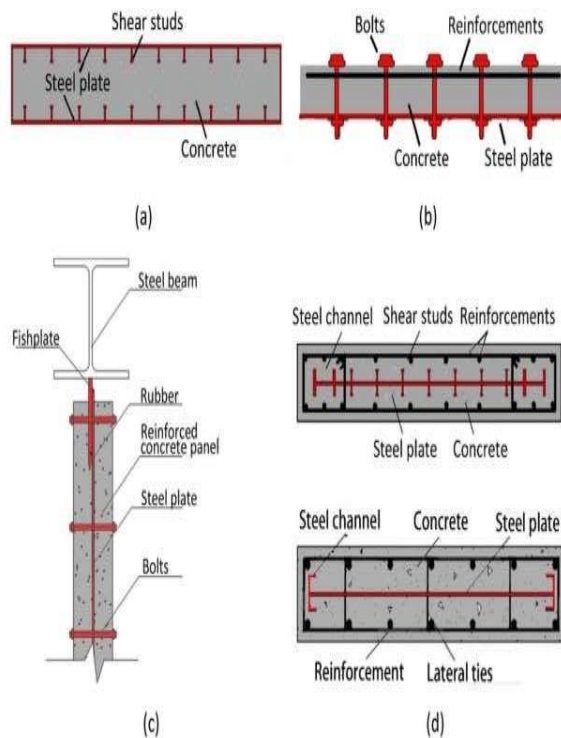 Shear studs
Steel plate
Concrete
(a)
Bolts
Reinforcements
Concrete
Steel plate
(b)
Steel beam
Fishplate
Rubber
Reinforced
concrete panel
Steel plate
Bolts
(c)
Steel channel
Shear studs
Reinforcements
Steel plate
Concrete
Steel channel
Concrete
Steel plate
Reinforcement
Lateral ties
(d)